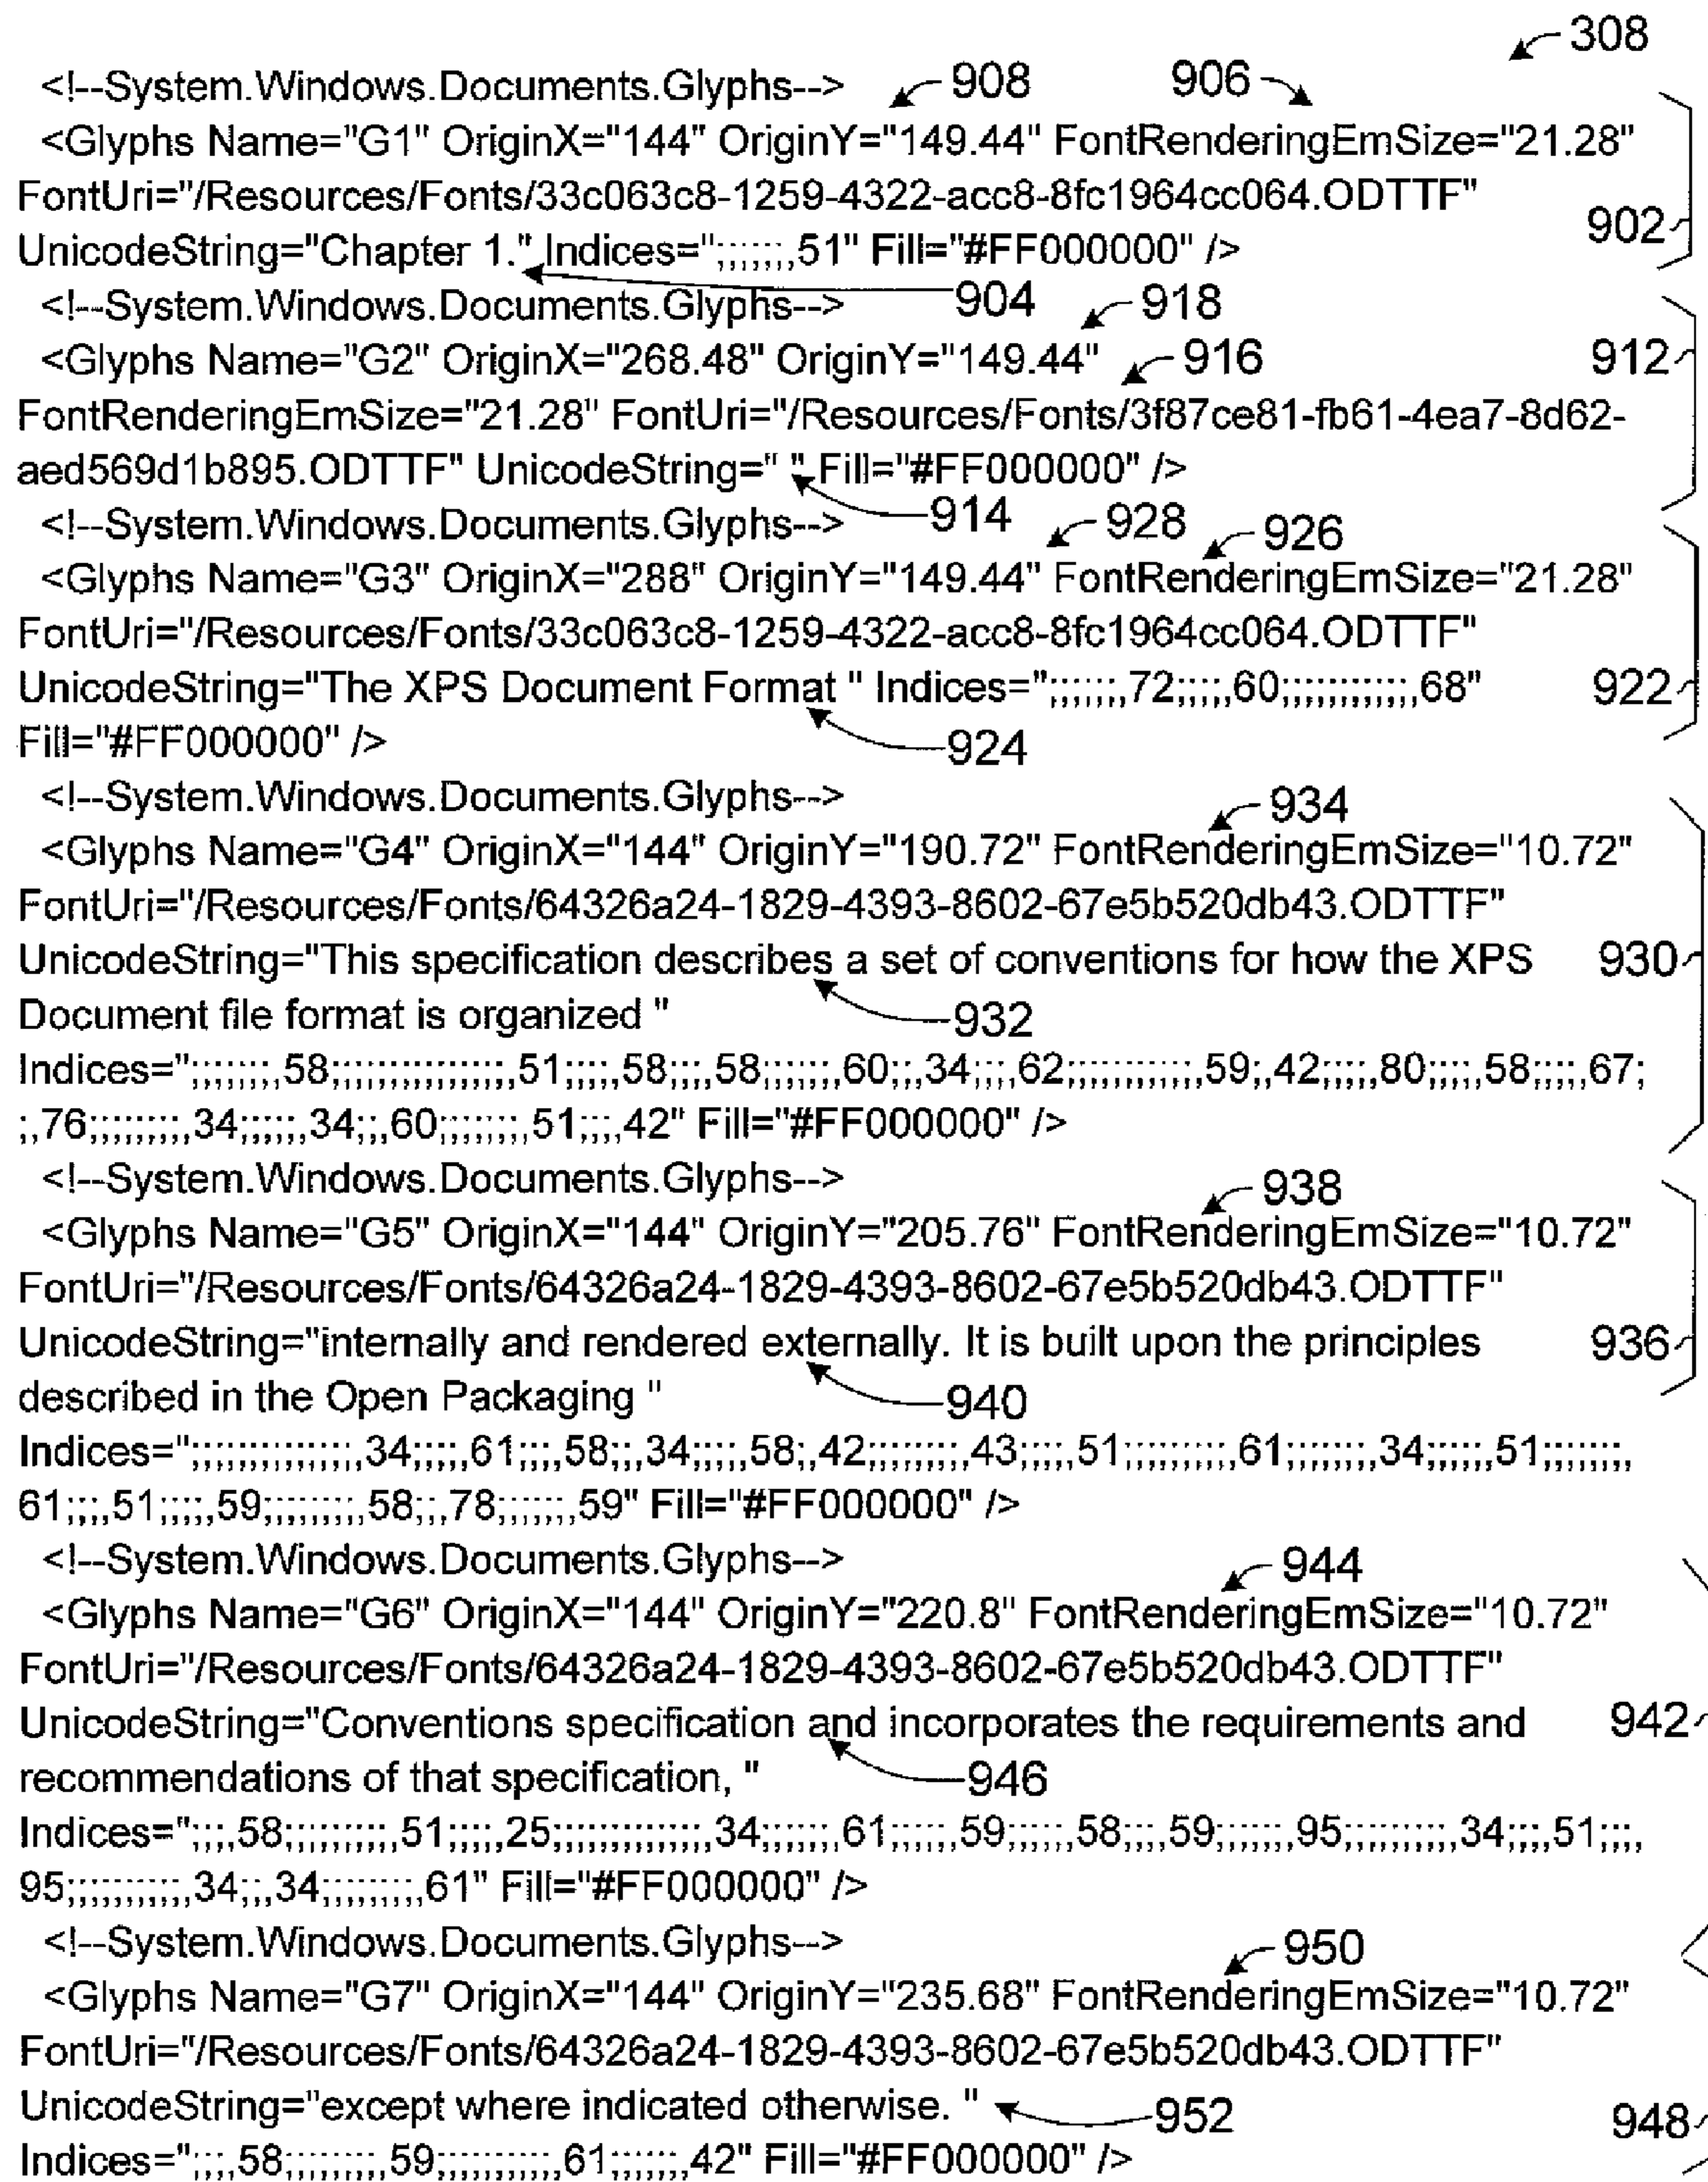 308
<!--System.Windows.Documents.Glyphs--> 908 906
<Glyphs Name="G1" OriginX="144" OriginY="149.44" FontRenderingEmSize="21.28"
FontUri="/Resources/Fonts/33c063c8-1259-4322-acc8-8fc1964cc064.ODTTF"
902
UnicodeString="Chapter 1." Indices=";;;;;;;,51" Fill="#FF000000" />
<!--System.Windows.Documents.Glyphs--> 904 918
<Glyphs Name="G2" OriginX="268.48" OriginY="149.44" 916 912
FontRenderingEmSize="21.28" FontUri="/Resources/Fonts/3f87ce81-fb61-4ea7-8d62-
aed569d1b895.ODTTF" UnicodeString=" " Fill="#FF000000" />
<!--System.Windows.Documents.Glyphs--> 914 928 926
<Glyphs Name="G3" OriginX="288" OriginY="149.44" FontRenderingEmSize="21.28"
FontUri="/Resources/Fonts/33c063c8-1259-4322-acc8-8fc1964cc064.ODTTF"
UnicodeString="The XPS Document Format " Indices=";;;;;;,72;;;;;,60;;;;;;;;;;;,68" 922
Fill="#FF000000" /> 924
<!--System.Windows.Documents.Glyphs--> 934
<Glyphs Name="G4" OriginX="144" OriginY="190.72" FontRenderingEmSize="10.72"
FontUri="/Resources/Fonts/64326a24-1829-4393-8602-67e5b520db43.ODTTF"
UnicodeString="This specification describes a set of conventions for how the XPS 930
Document file format is organized " 932
Indices=";;;;;;;,58;;;;;;;;;;;;;;;,51;;;;,58;;;,58;;;;;;,60;;,34;;;,62;;;;;;;;;;;,59;,42;;;;,80;;;;,58;;;;,67;
;,76;;;;;;;;,34;;;;;;,34;;,60;;;;;;;,51;;;,42" Fill="#FF000000" />
<!--System.Windows.Documents.Glyphs--> 938
<Glyphs Name="G5" OriginX="144" OriginY="205.76" FontRenderingEmSize="10.72"
FontUri="/Resources/Fonts/64326a24-1829-4393-8602-67e5b520db43.ODTTF"
UnicodeString="internally and rendered externally. It is built upon the principles 936
described in the Open Packaging " 940
Indices=";;;;;;;;;;;;;;,34;;;;,61;;;,58;;,34;;;;;,58;,42;;;;;;;;,43;;;;,51;;;;;;;;;,61;;;;;;;,34;;;;;,51;;;;;;;,
61;;;,51;;;;,59;;;;;;;;,58;;,78;;;;;;,59" Fill="#FF000000" />
<!--System.Windows.Documents.Glyphs--> 944
<Glyphs Name="G6" OriginX="144" OriginY="220.8" FontRenderingEmSize="10.72"
FontUri="/Resources/Fonts/64326a24-1829-4393-8602-67e5b520db43.ODTTF"
UnicodeString="Conventions specification and incorporates the requirements and 942
recommendations of that specification, " 946
Indices=";;;,58;;;;;;;;;,51;;;;,25;;;;;;;;;;;;;,34;;;;;;,61;;;;;,59;;;;;,58;;;,59;;;;;;,95;;;;;;;;;,34;;;,51;;;,
95;;;;;;;;;;,34;;,34;;;;;;;;,61" Fill="#FF000000" />
<!--System.Windows.Documents.Glyphs--> 950
<Glyphs Name="G7" OriginX="144" OriginY="235.68" FontRenderingEmSize="10.72"
FontUri="/Resources/Fonts/64326a24-1829-4393-8602-67e5b520db43.ODTTF"
UnicodeString="except where indicated otherwise. " 952 948
Indices=";;;,58;;;;;;;;,59;;;;;;;;;;,61;;;;;;,42" Fill="#FF000000" />